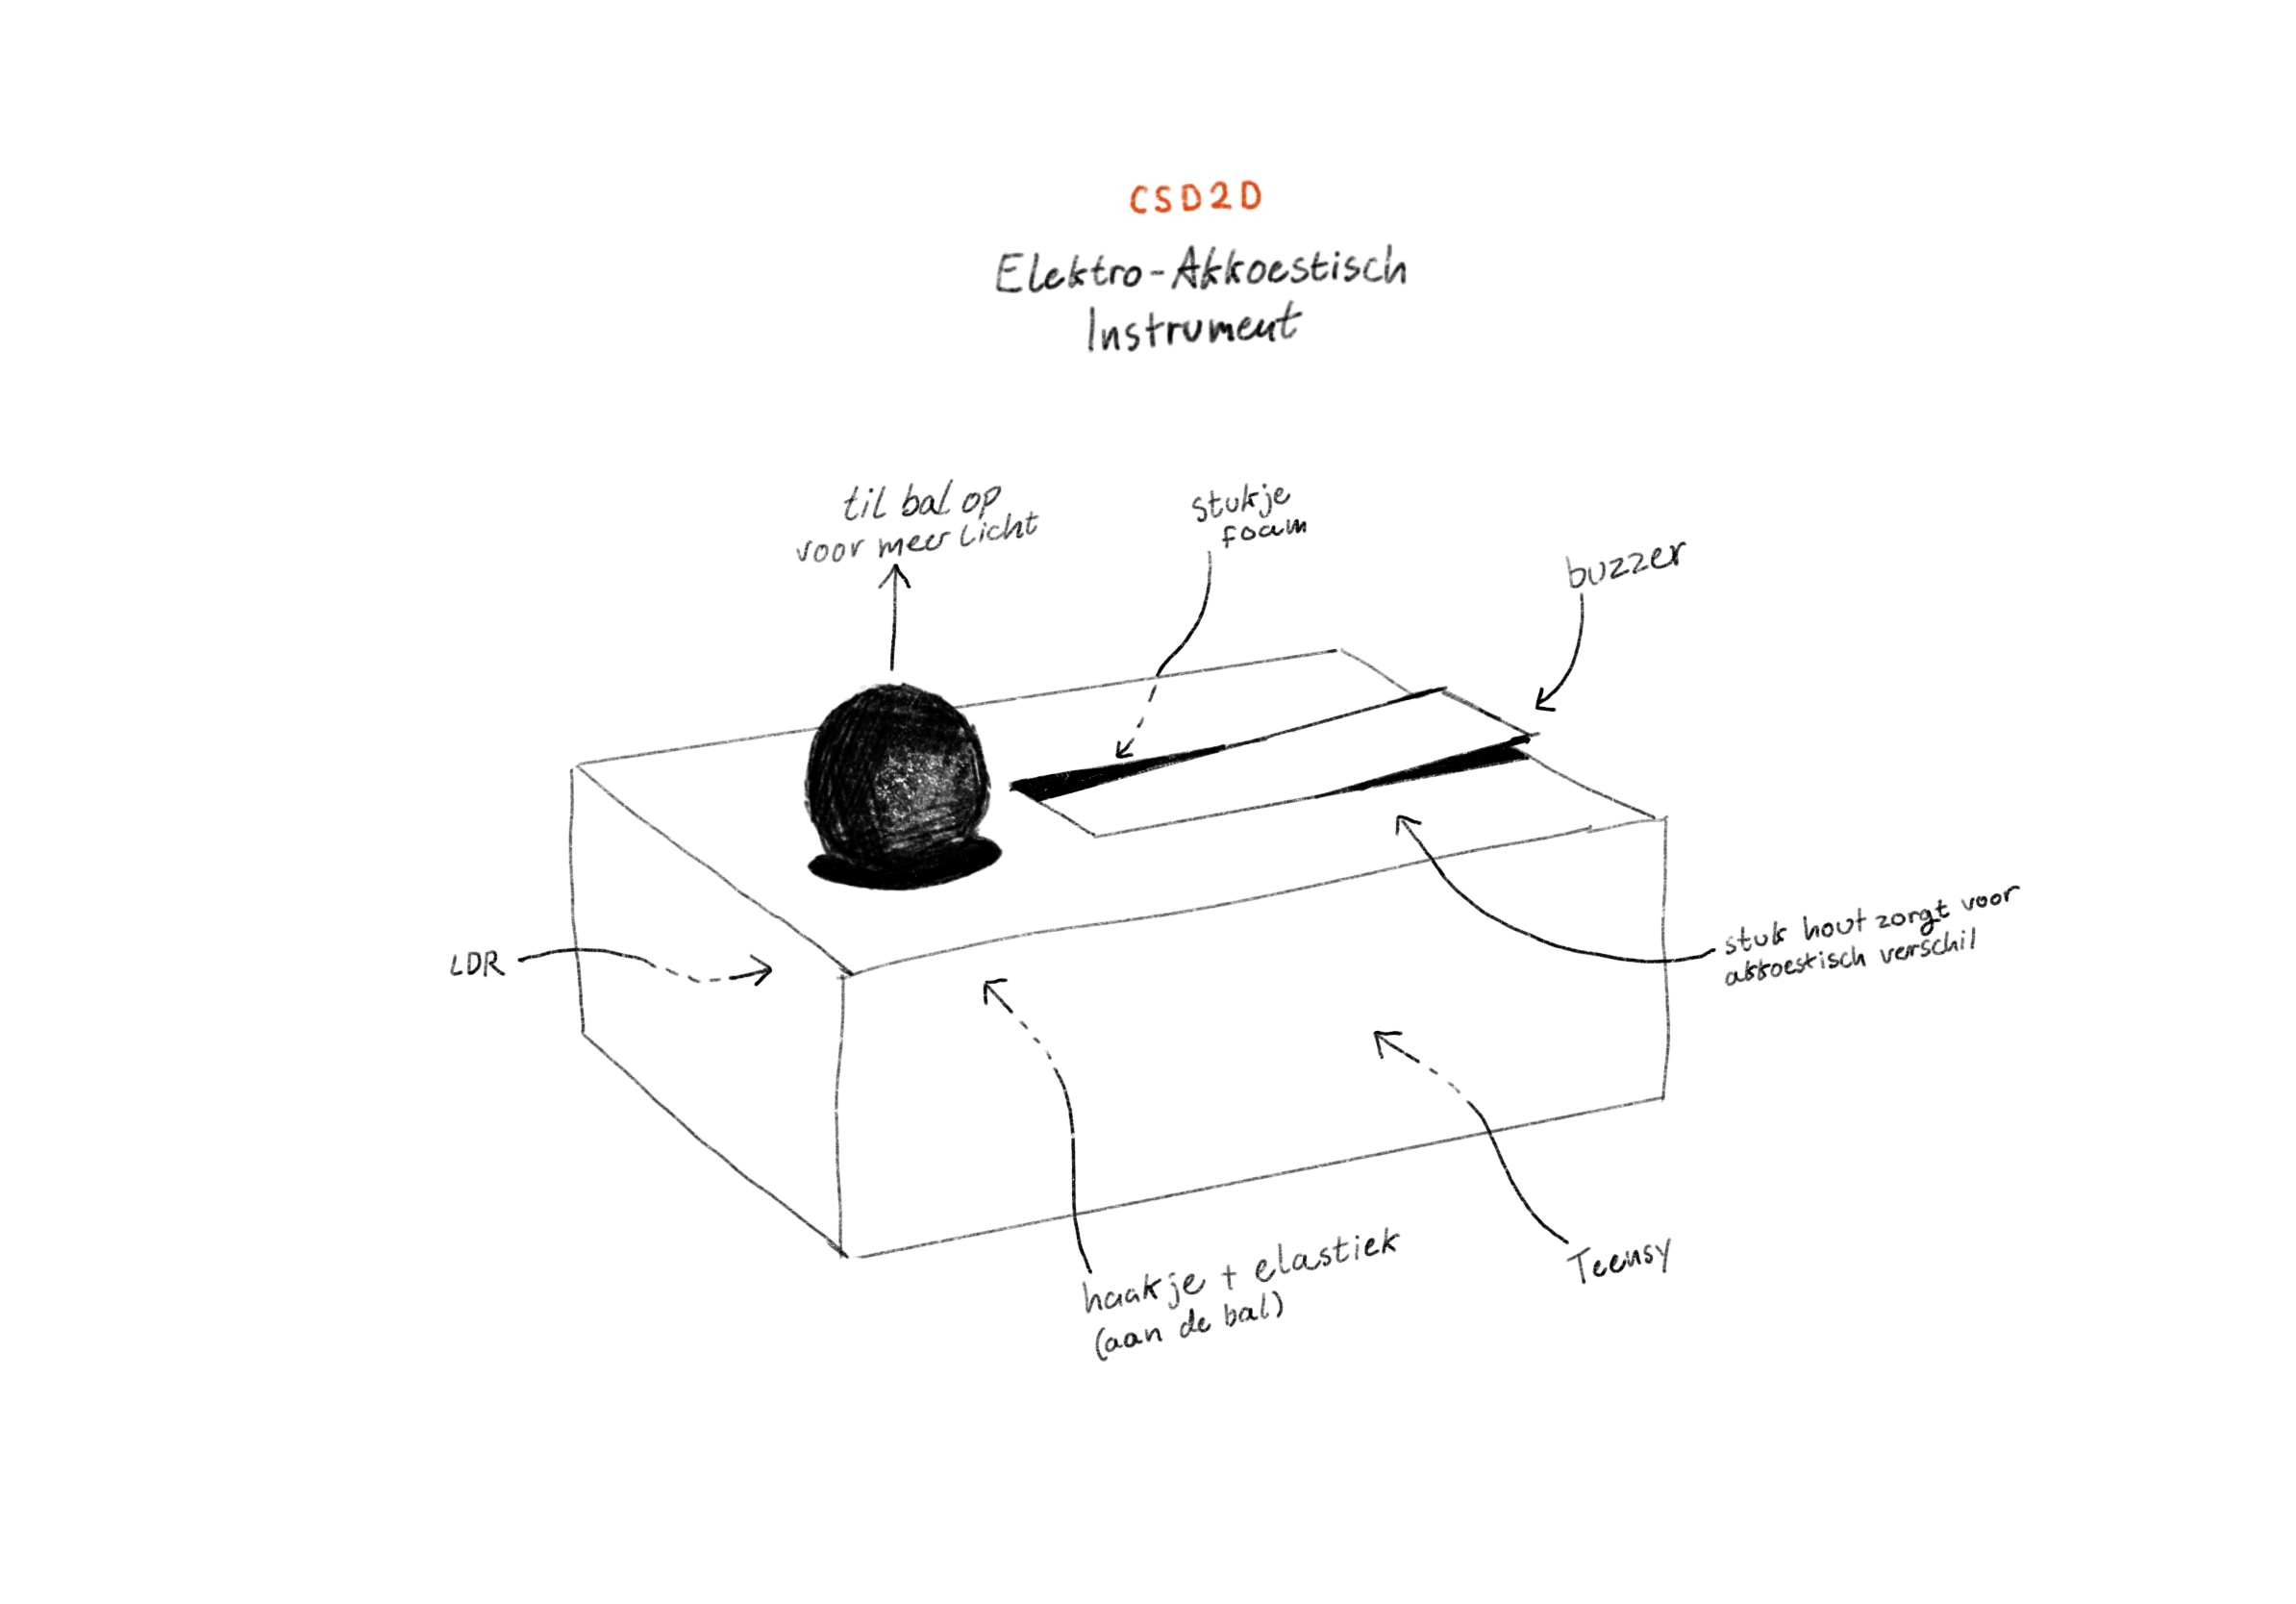 CSD2D
Elektro-Akkoestisch
Instrument
til bal op
voor meer licht
stukje
foam
buzzer
LDR
stuk hout zorgt voor
akkoestisch verschil
haakje + elastiek
(aan de bal)
Teensy